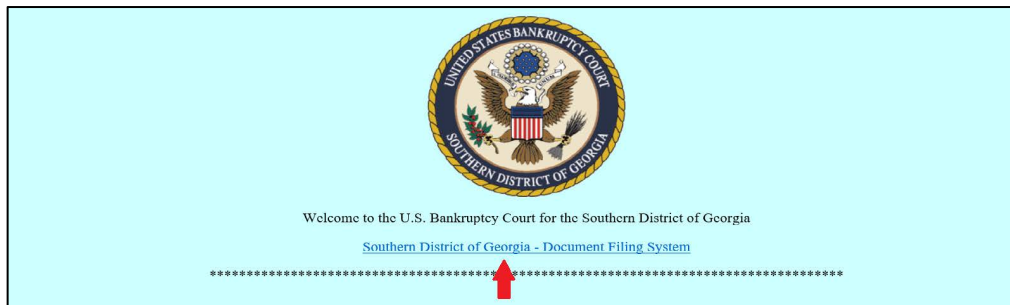 UNITED STATES BANKRUPTCY COURT
SOUTHERN DISTRICT OF GEORGIA
Welcome to the U.S. Bankruptcy Court for the Southern District of Georgia
Southern District of Georgia - Document Filing System
**************************************************************************************